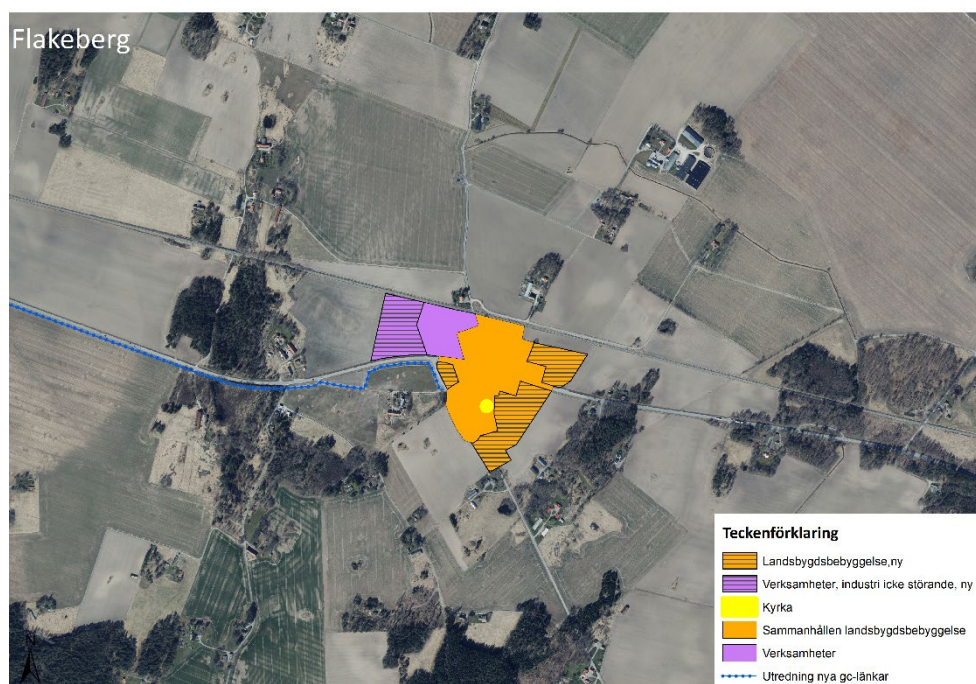 Flakeberg
Teckenförklaring
Landsbygdsbebyggelse,ny
Verksamheter, industri icke störande, ny
Kyrka
Sammanhållen landsbygdsbebyggelse
Verksamheter
Utredning nya gc-länkar
N